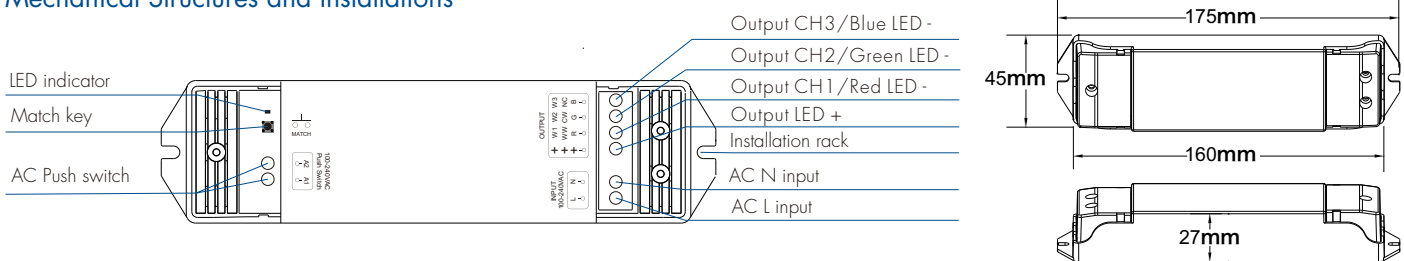 Mechanical Structures and Installations
LED indicator
Match key
AC Push switch
MATCH
100-240VAC
Push Switch
A2
A1
OUTPUT
W1 W2 W3
WW CW NC
+ R G B
INPUT
100-240VAC
L N
Output CH3/Blue LED -
Output CH2/Green LED -
Output CH1/Red LED -
Output LED +
Installation rack
AC N input
AC L input
175mm
45mm
160mm
27mm